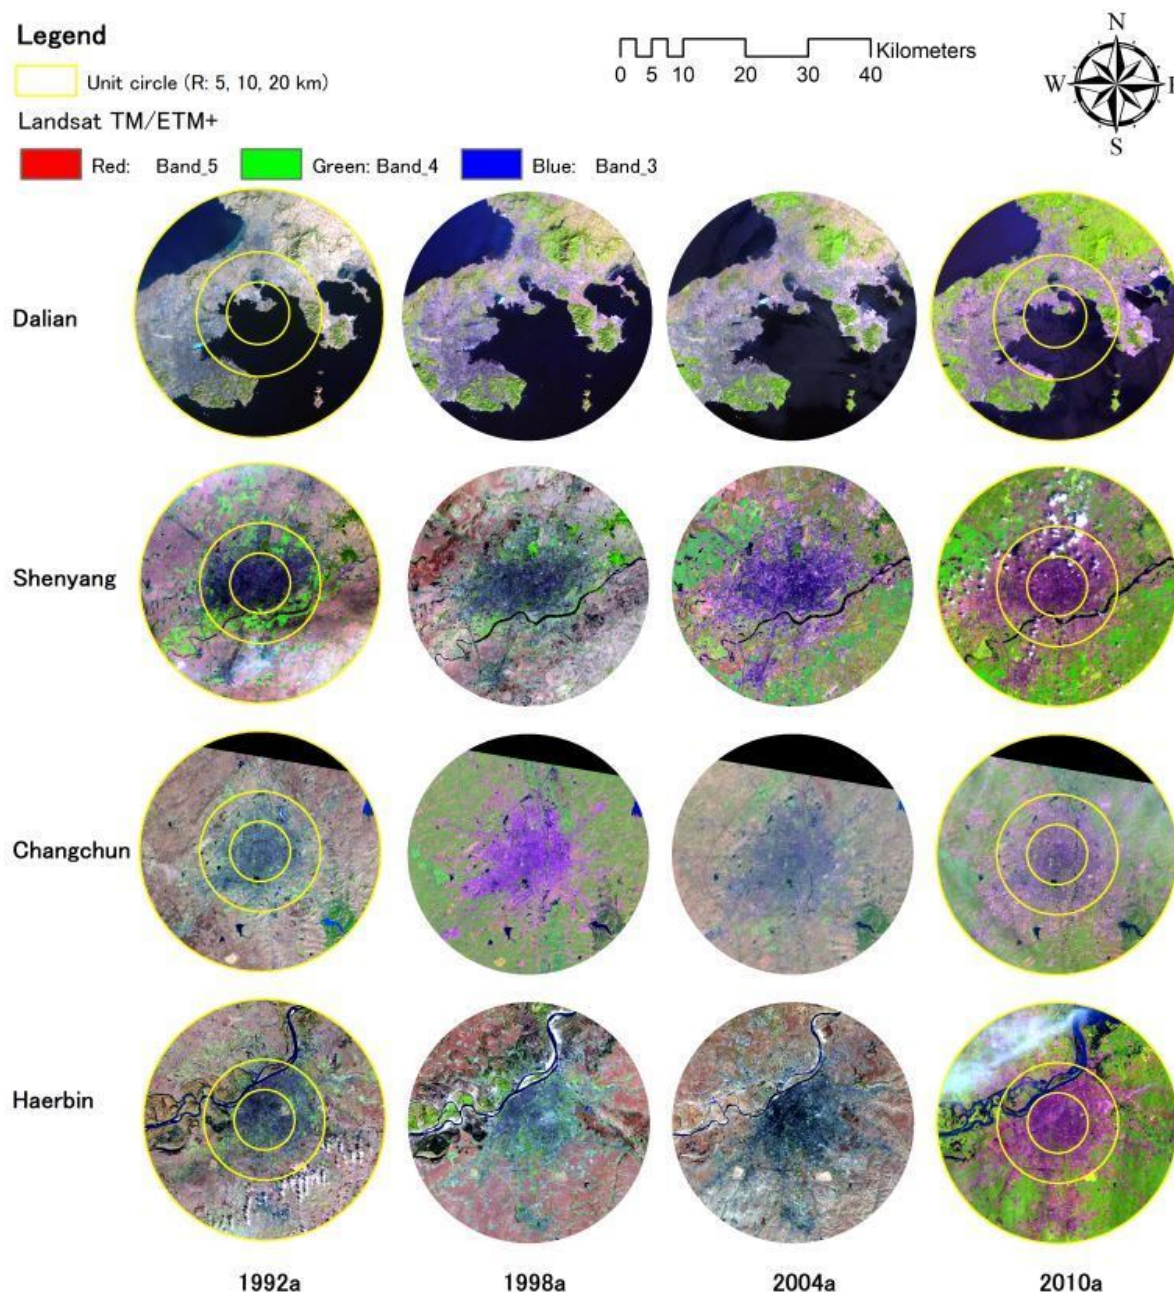 Legend
Unit circle (R: 5, 10, 20 km)
Landsat TM/ETM+
Red: Band_5 Green: Band_4 Blue: Band_3
Kilometers
0 5 10 20 30 40
N
W
S
Dalian
Shenyang
Changchun
Haerbin
1992a 1998a 2004a 2010a